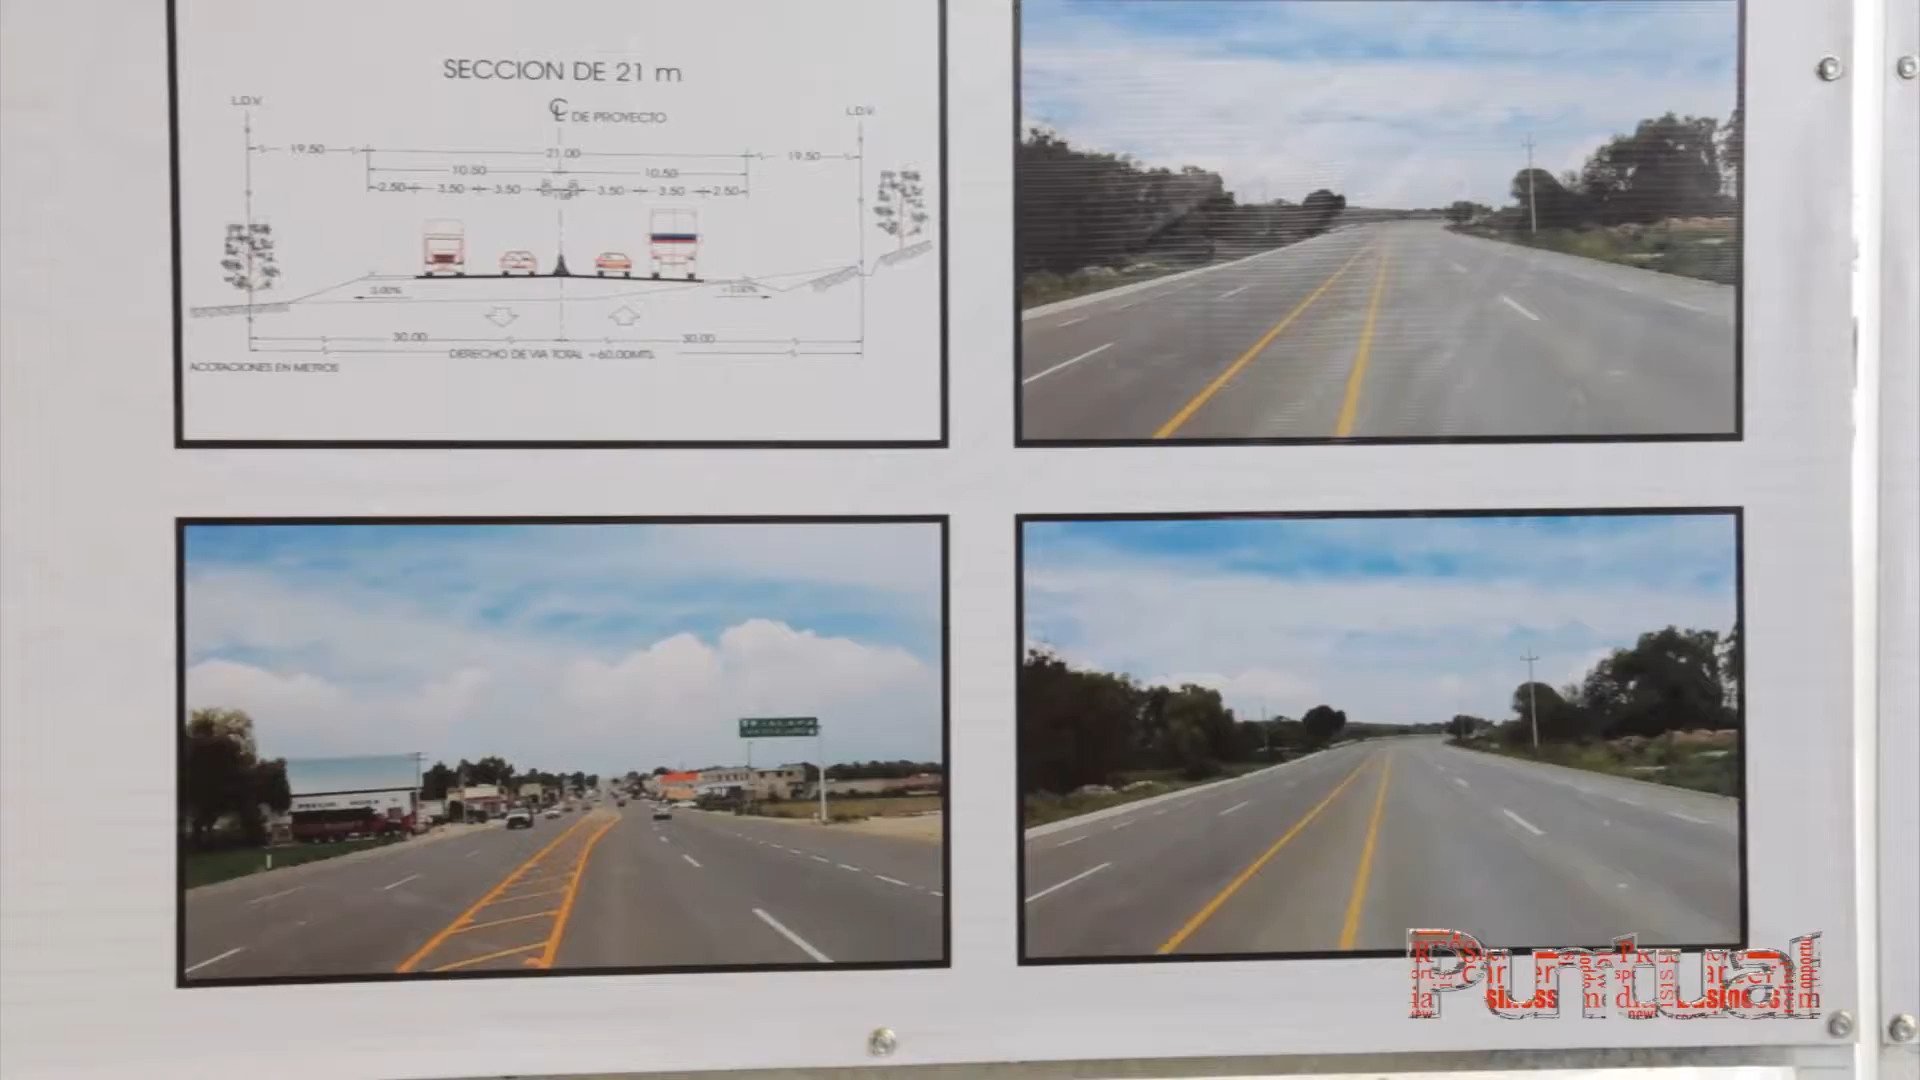 SECCION DE 21 m
L.D.V.
℄ DE PROYECTO
L.D.V.
19.50
21.00
19.50
10.50
10.50
2.50
3.50
3.50
3.50
3.50
2.50
3.00%
30.00
30.00
DERECHO DE VIA TOTAL =60.00MTS.
ACOTACIONES EN METROS
Puntual